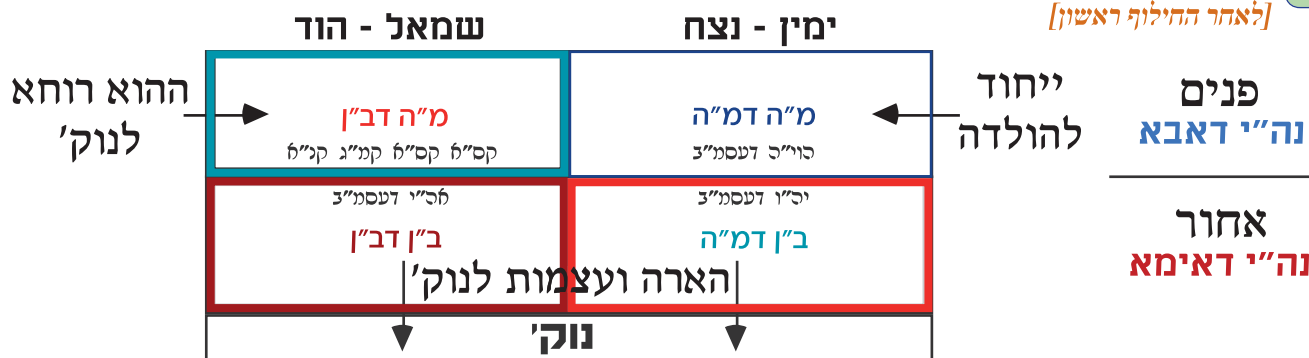 [לאחר החילוף ראשון]
ימין - נצח
שמאל - הוד
פנים
נה״י דאבא
ייחוד
להולדה
מ״ה דמ״ה
הוי״ה דעסמ״ב
מ״ה דב״ן
קס״א קס״א קמ״ג קנ״א
ההוא רוחא
לנוק׳
אחור
נה״י דאימא
יה״ו דעסמ״ב
ב״ן דמ״ה
אה״י דעסמ״ב
ב״ן דב״ן
הארה ועצמות לנוק׳
נוק׳